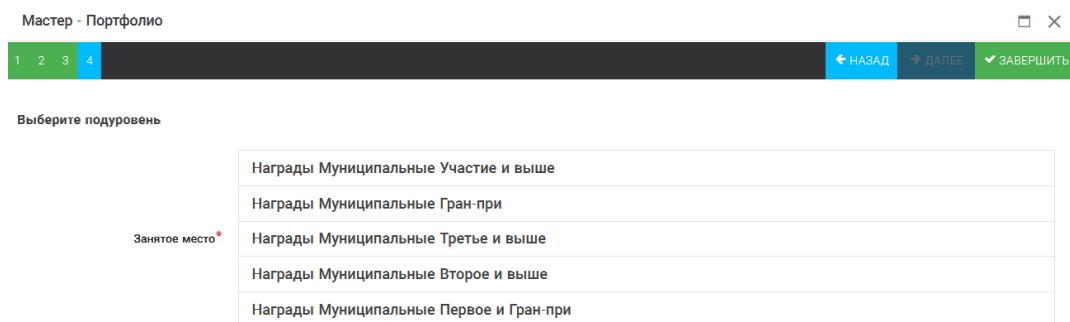 Мастер - Портфолио
1 2 3 4 НАЗАД ДАЛЕЕ ЗАВЕРШИТЬ
Выберите подуровень
Награды Муниципальные Участие и выше
Награды Муниципальные Гран-при
Занятое место Награды Муниципальные Третье и выше
Награды Муниципальные Второе и выше
Награды Муниципальные Первое и Гран-при